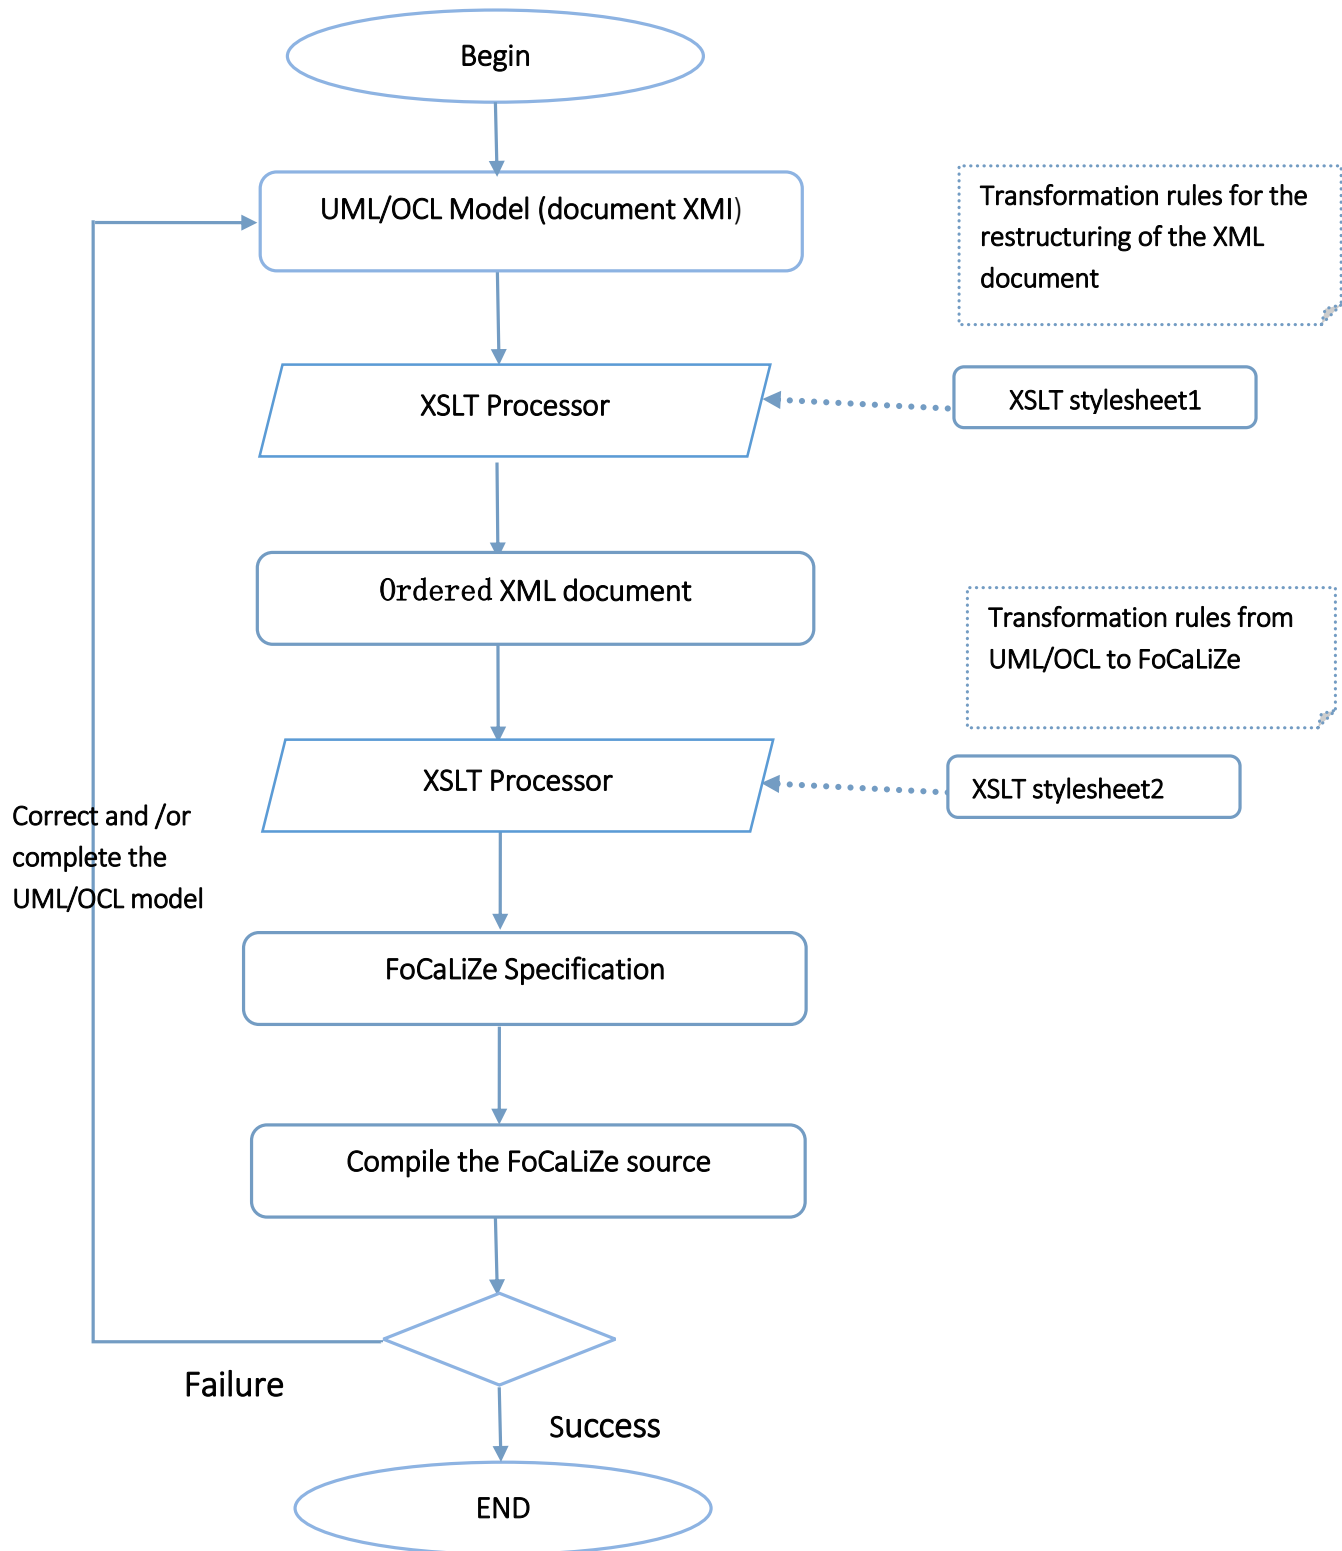 Begin
UML/OCL Model (document XMI)
Transformation rules for the
restructuring of the XML
document
XSLT Processor
XSLT stylesheet1
Ordered XML document
Transformation rules from
UML/OCL to FoCaLiZe
XSLT Processor
XSLT stylesheet2
Correct and /or
complete the
UML/OCL model
FoCaLiZe Specification
Compile the FoCaLiZe source
Failure
Success
END